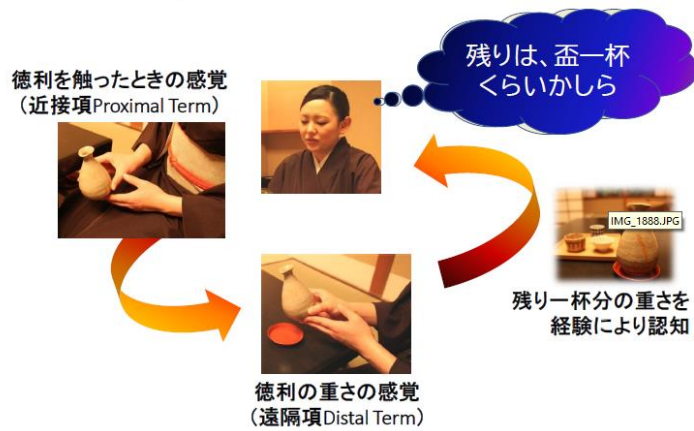 残りは、盃一杯
くらいかしら
徳利を触ったときの感覚
（近接項Proximal Term）
IMG_1888.JPG
残り一杯分の重さを
経験により認知
徳利の重さの感覚
（遠隔項Distal Term）